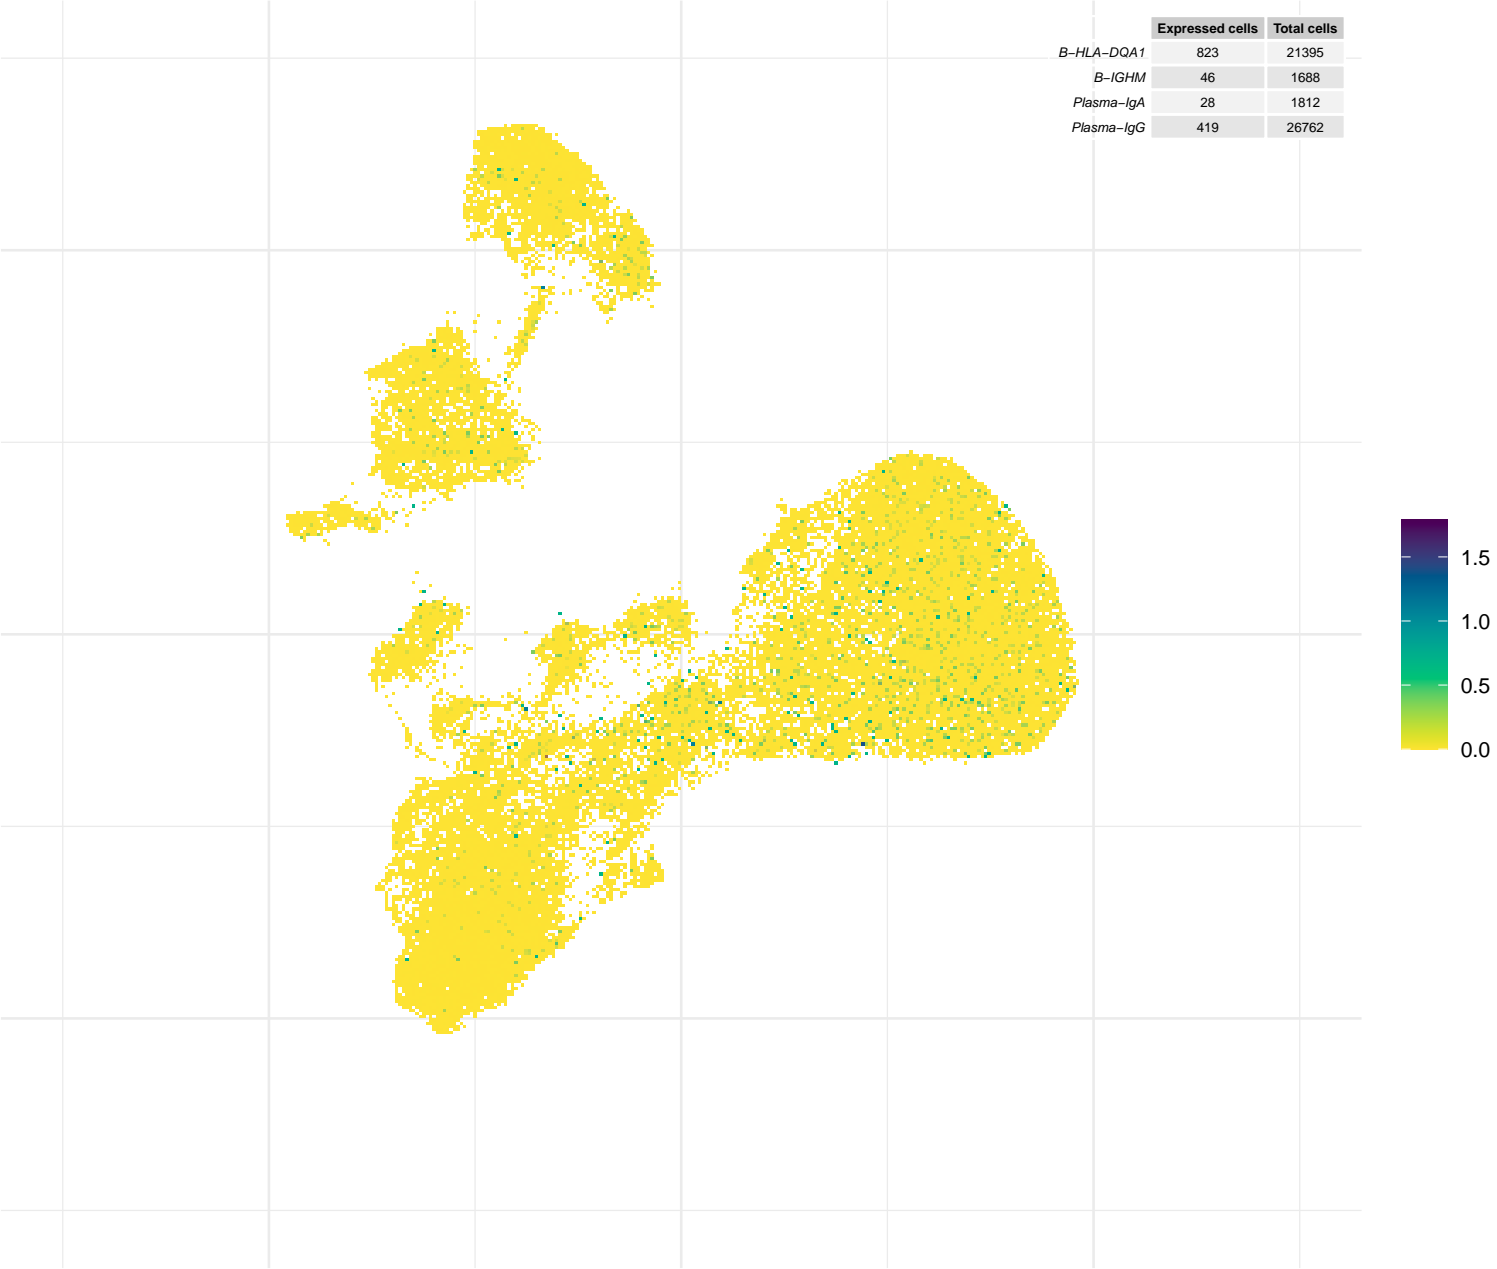 Expressed cells Total cells
B−HLA−DQA1 823 21395
B−IGHM 46 1688
Plasma−IgA 28 1812
Plasma−IgG 419 26762
1.5
1.0
0.5
0.0